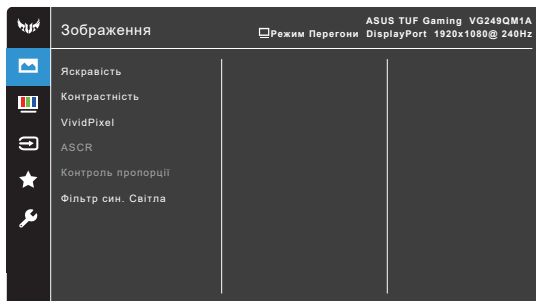 Зображення
ASUS TUF Gaming VG249QM1A
Режим Перегони DisplayPort 1920x1080@ 240Hz
Яскравість
Контрастність
VividPixel
ASCR
Контроль пропорції
Фільтр син. Світла